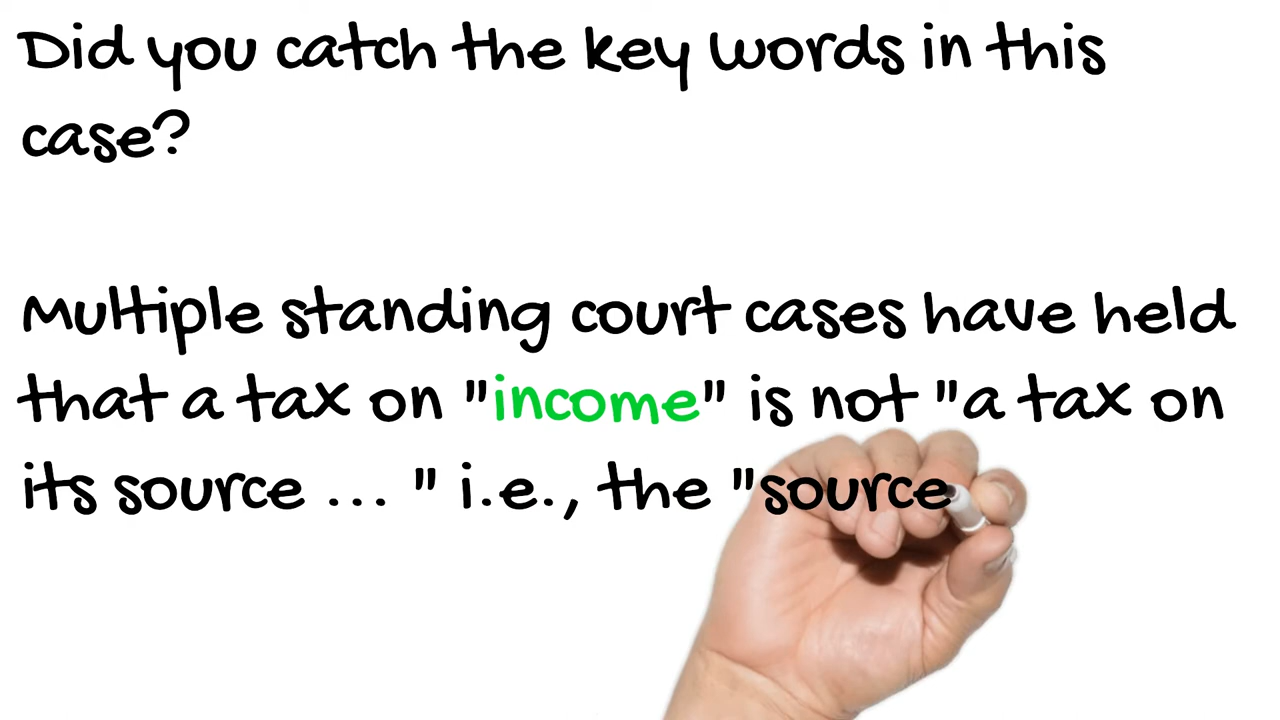 Did you catch the key words in this
case?
Multiple standing court cases have held
that a tax on "income" is not "a tax on
its source ... " i.e., the "source